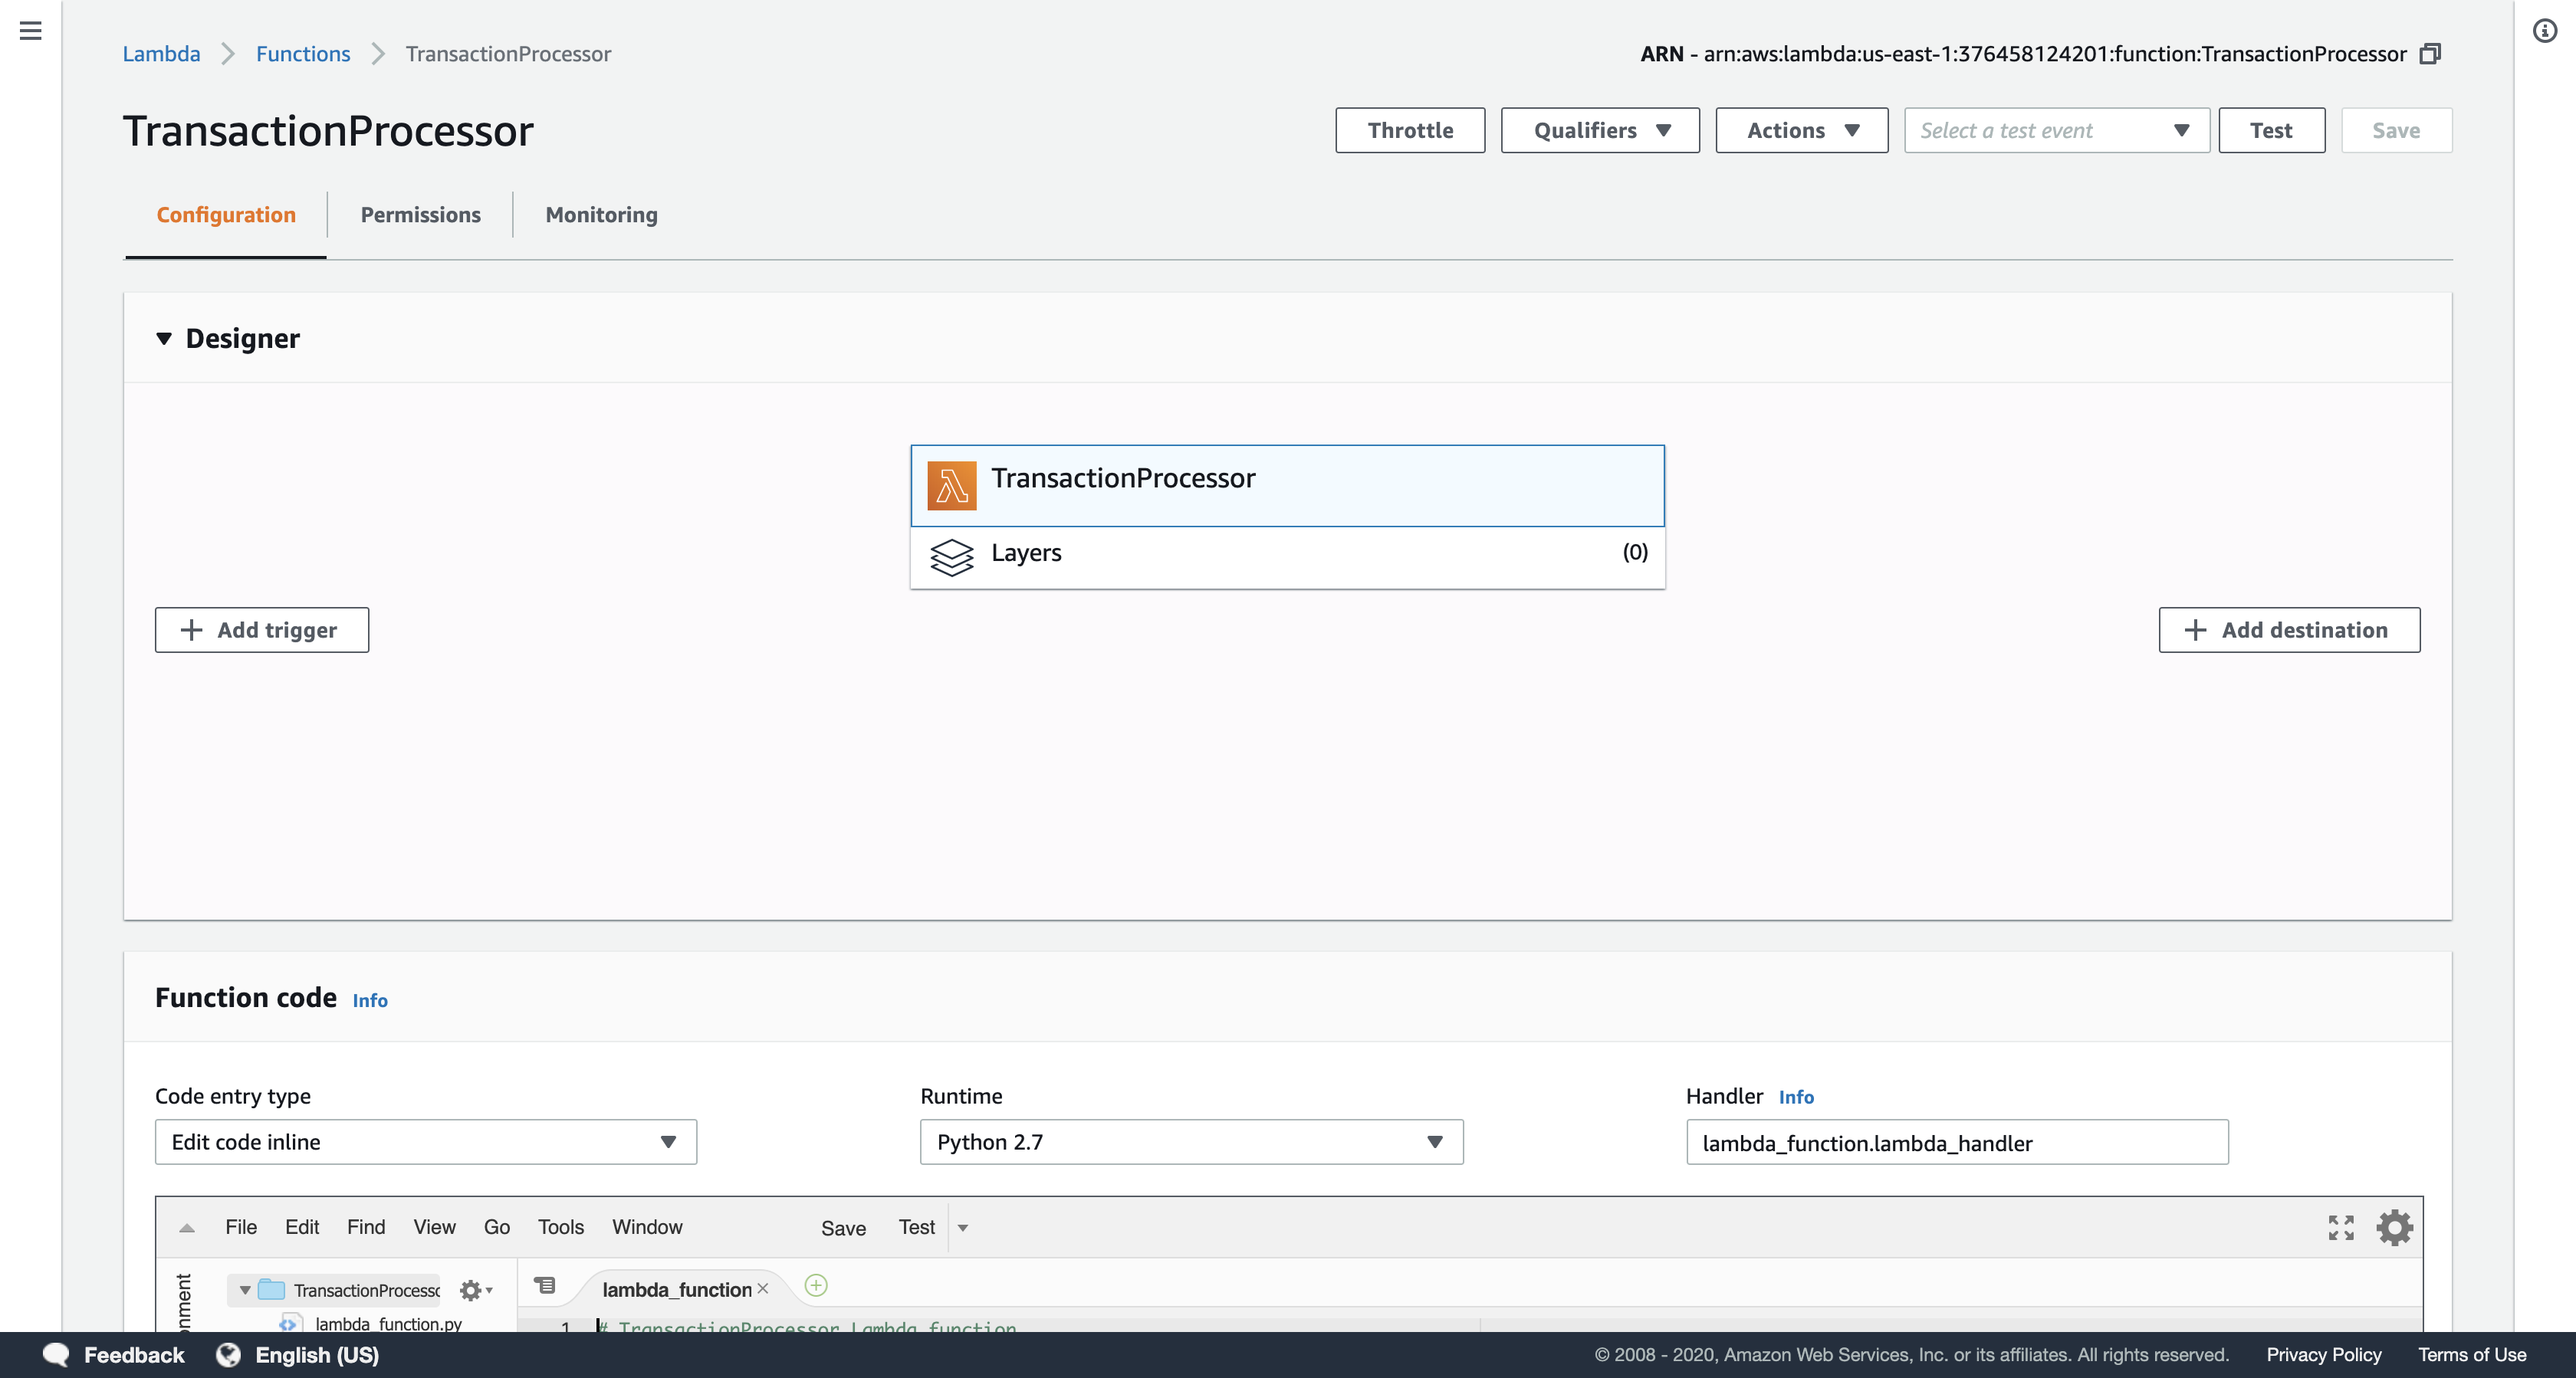 Lambda Functions TransactionProcessor
ARN - arn:aws:lambda:us-east-1:376458124201:function:TransactionProcessor
TransactionProcessor
Throttle Qualifiers Actions Select a test event Test Save
Configuration Permissions Monitoring
Designer
TransactionProcessor
Layers (0)
Add trigger
Add destination
Function code Info
Code entry type
Edit code inline
Runtime
Python 2.7
Handler Info
lambda_function.lambda_handler
File Edit Find View Go Tools Window Save Test
onment
TransactionProcessc
lambda_function.py
lambda_function
1 # TransactionProcessor Lambda function
Feedback English (US)
© 2008 - 2020, Amazon Web Services, Inc. or its affiliates. All rights reserved. Privacy Policy Terms of Use